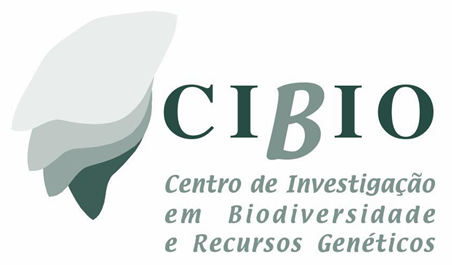 CIBIO
Centro de Investigação
em Biodiversidade
e Recursos Genéticos